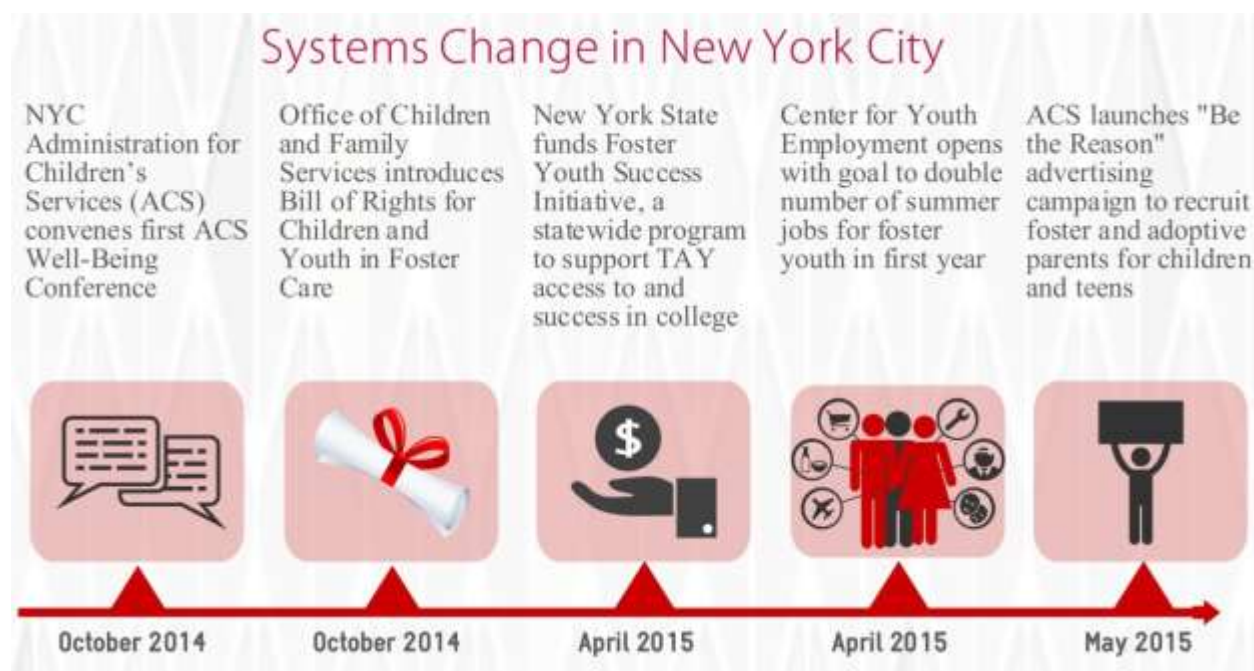 Systems Change in New York City
NYC
Administration for
Children's
Services (ACS)
convenes first ACS
Well-Being
Conference
Office of Children
and Family
Services introduces
Bill of Rights for
Children and
Youth in Foster
Care
New York State
funds Foster
Youth Success
Initiative, a
statewide program
to support TAY
access to and
success in college
Center for Youth
Employment opens
with goal to double
number of summer
jobs for foster
youth in first year
ACS launches "Be
the Reason"
advertising
campaign to recruit
foster and adoptive
parents for children
and teens
$
October 2014
October 2014
April 2015
April 2015
May 2015